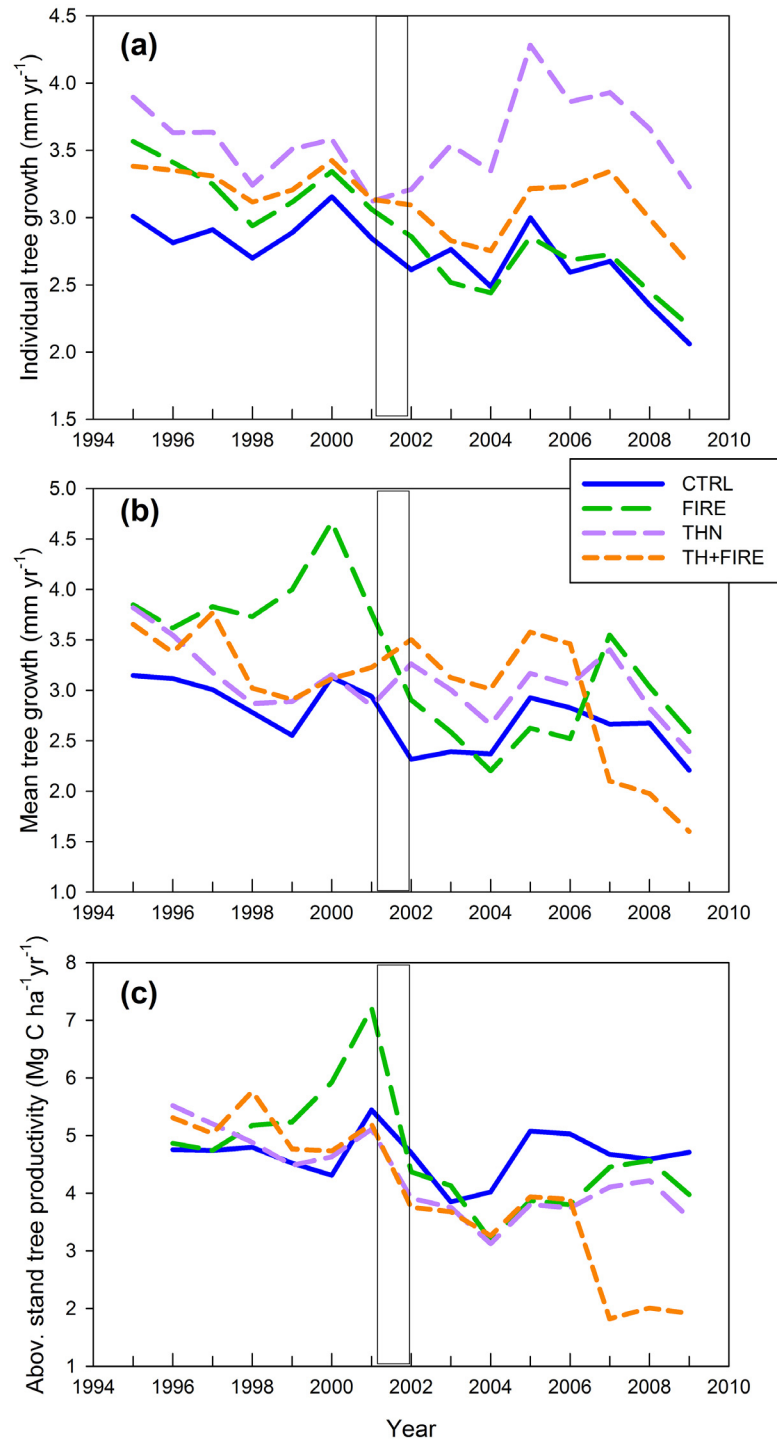 (a)
Individual tree growth (mm yr-1)
4.5
4.0
3.5
3.0
2.5
2.0
1.5
1994 1996 1998 2000 2002 2004 2006 2008 2010
(b)
Mean tree growth (mm yr-1)
5.0
4.5
4.0
3.5
3.0
2.5
2.0
1.5
1.0
CTRL
FIRE
THN
TH+FIRE
1994 1996 1998 2000 2002 2004 2006 2008 2010
(c)
Abov. stand tree productivity (Mg C ha-1yr-1)
8
7
6
5
4
3
2
1
1994 1996 1998 2000 2002 2004 2006 2008 2010
Year